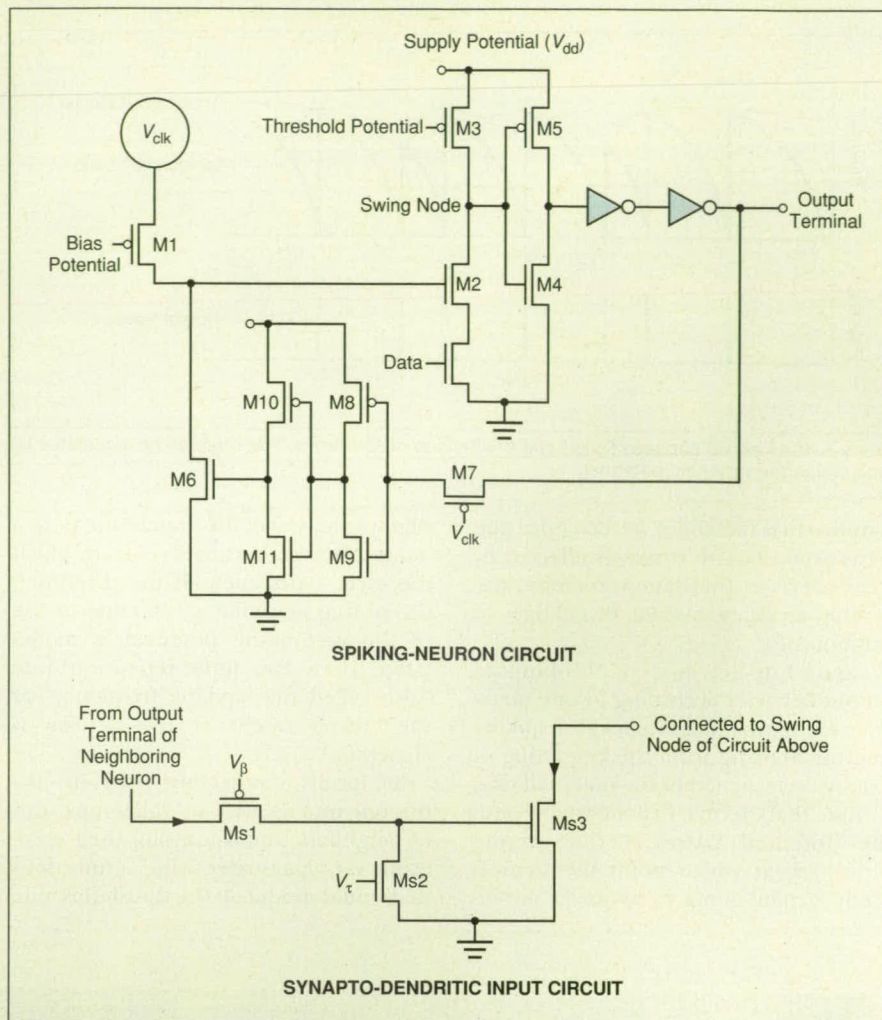 Supply Potential (Vdd)
Vclk
Threshold Potential
M3
M5
Swing Node
Output
Terminal
Bias
Potential
M1
M2
M4
Data
M10
M8
M7
M6
Vclk
M11
M9
SPIKING-NEURON CIRCUIT
From Output
Terminal of
Neighboring
Neuron
Connected to Swing
Node of Circuit Above
Vβ
Ms1
Ms3
Vτ
Ms2
SYNAPTO-DENDRITIC INPUT CIRCUIT